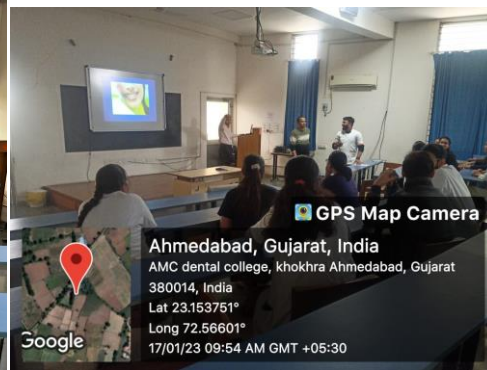 GPS Map Camera
Ahmedabad, Gujarat, India
AMC dental college, khokhra Ahmedabad, Gujarat
380014, India
Lat 23.153751°
Long 72.56601°
17/01/23 09:54 AM GMT +05:30
Google